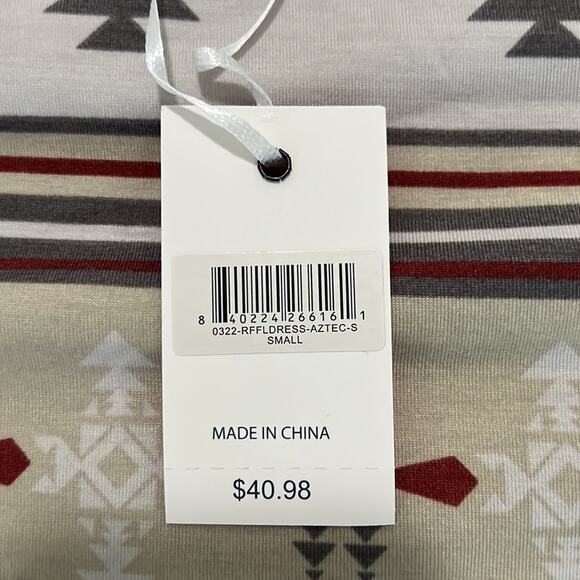 8 40224 26616 1
0322-RFFLDRESS-AZTEC-S
SMALL
MADE IN CHINA
$40.98